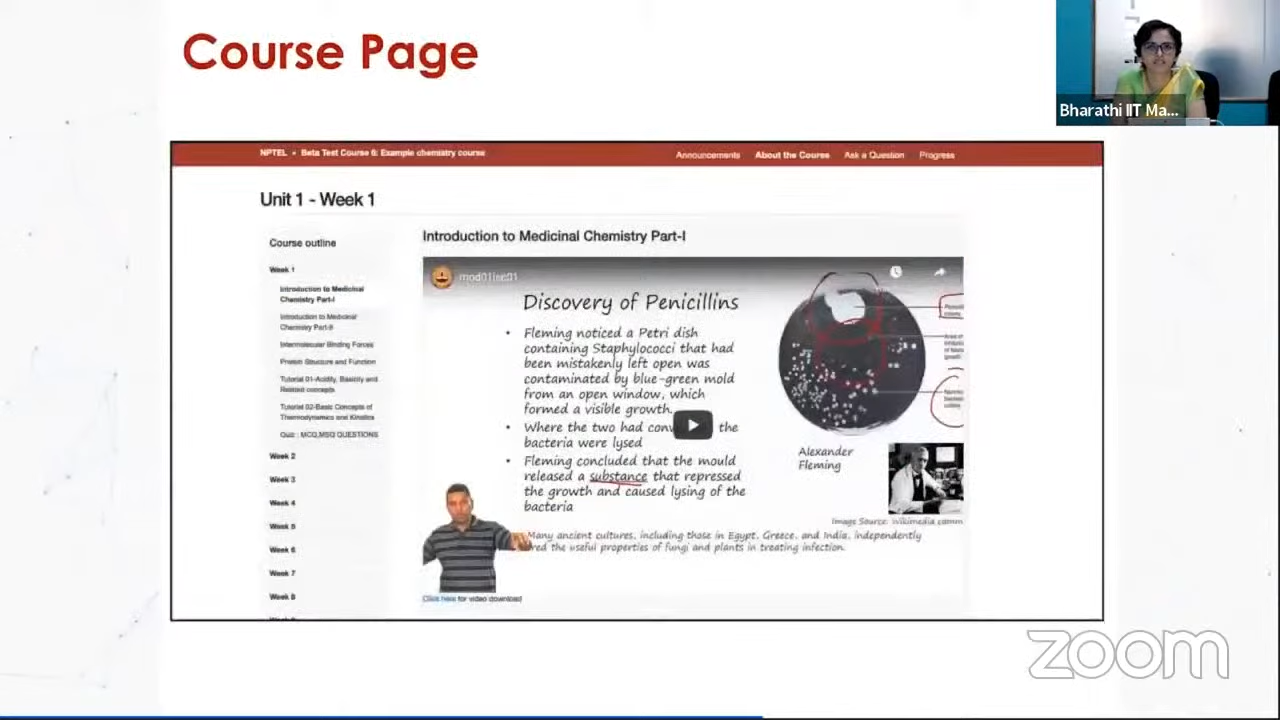 Course Page
Bharathi IIT Ma...
NPTEL • Beta Test Course 6: Example chemistry course
Announcements About the Course Ask a Question Progress
Unit 1 - Week 1
Course outline
Week 1
Introduction to Medicinal
Chemistry Part-I
Introduction to Medicinal
Chemistry Part-II
Intermolecular Binding Forces
Protein Structure and Function
Tutorial 01-Acidity, Basicity and
Related concepts
Tutorial 02-Basic Concepts of
Thermodynamics and Kinetics
Quiz : MCQ,MSQ QUESTIONS
Week 2
Week 3
Week 4
Week 5
Week 6
Week 7
Week 8
Introduction to Medicinal Chemistry Part-I
mod01lec01
Discovery of Penicillins
• Fleming noticed a Petri dish
containing Staphylococci that had
been mistakenly left open was
contaminated by blue-green mold
from an open window, which
formed a visible growth.
• Where the two had conv the
bacteria were lysed
• Fleming concluded that the mould
released a substance that repressed
the growth and caused lysing of the
bacteria
Alexander
Fleming
Image Source: Wikimedia comm
Many ancient cultures, including those in Egypt, Greece, and India, independently
red the useful properties of fungi and plants in treating infection.
Click here for video download
zoom